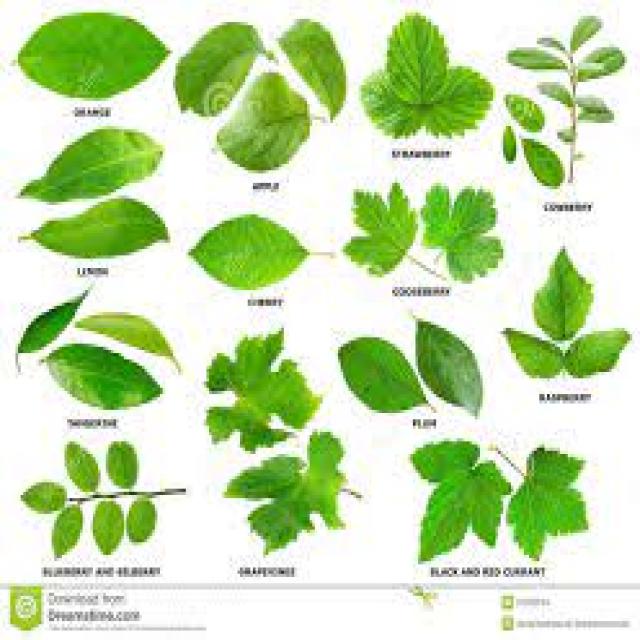 ORANGE
APPLE
STRAWBERRY
COWBERRY
LEMON
CHERRY
GOOSEBERRY
RASPBERRY
TANGERINE
PLUM
BLUEBERRY AND BILBERRY
GRAPEVINES
BLACK AND RED CURRANT
Download from
Dreamstime.com